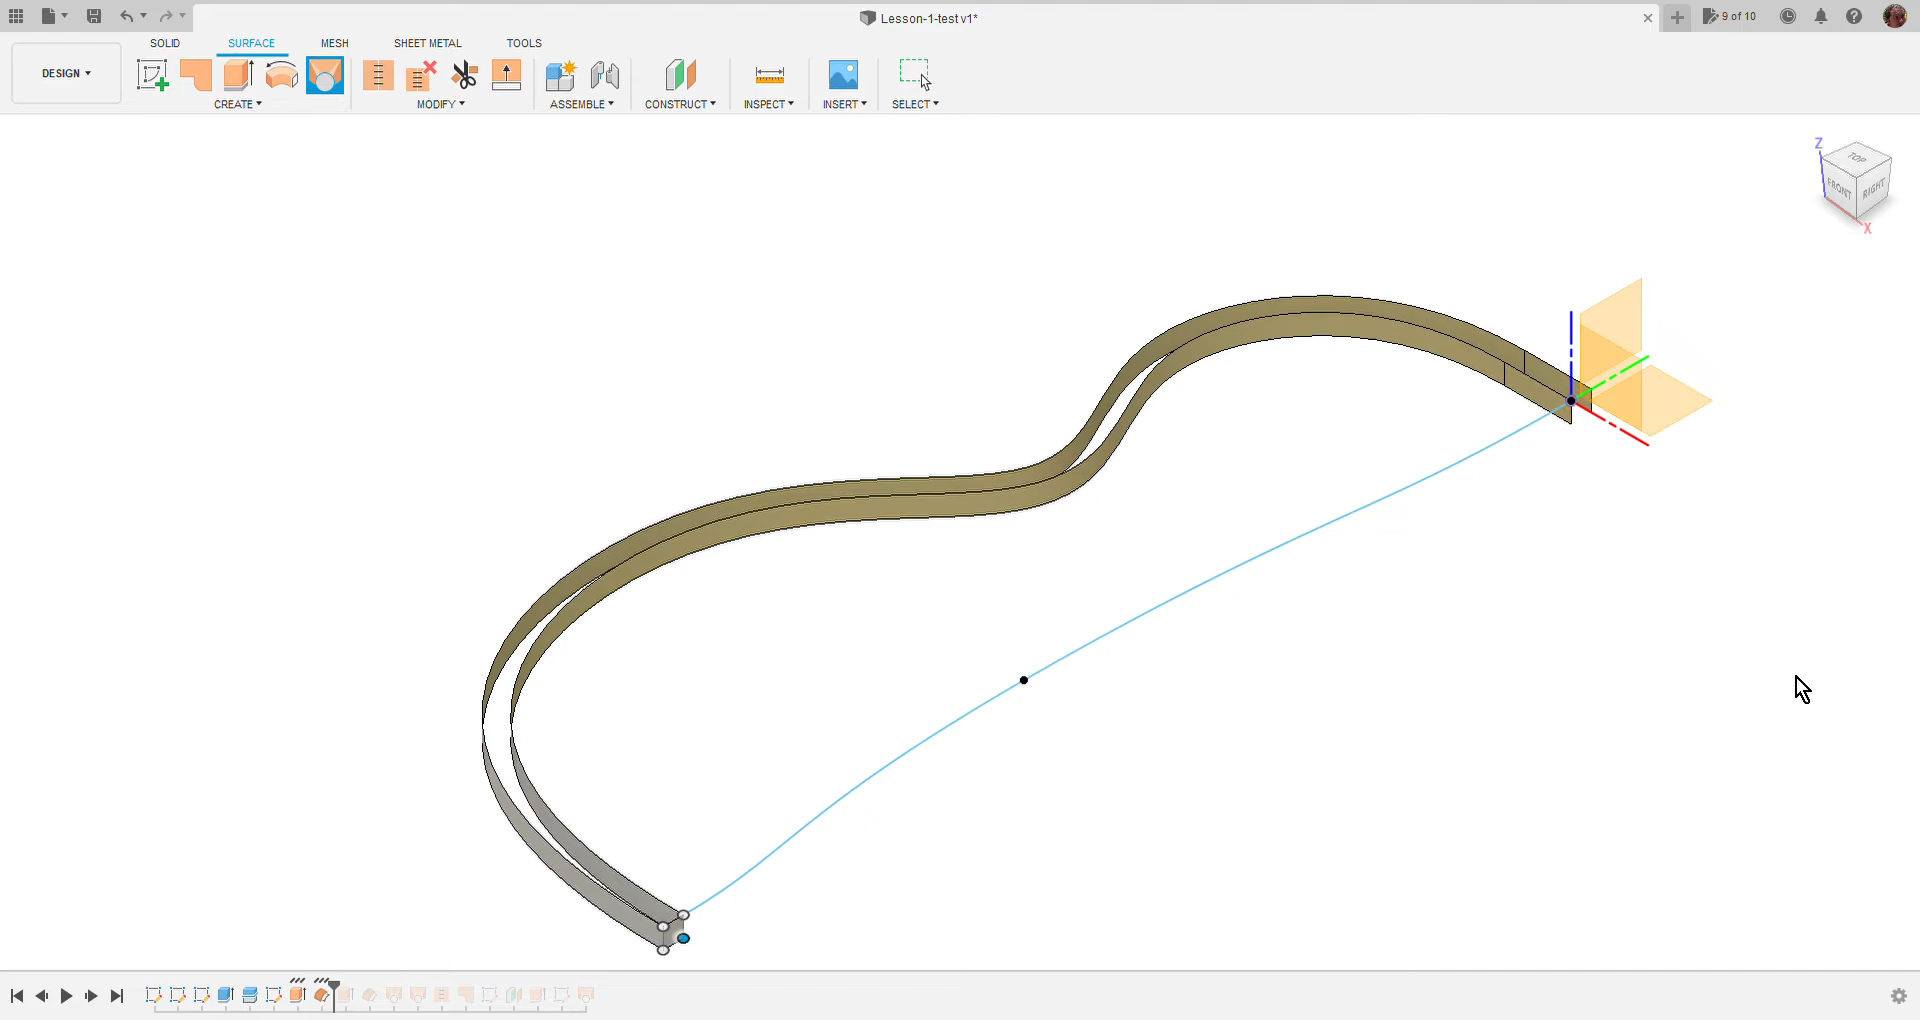 Lesson-1-test v1*
9 of 10
SOLID SURFACE MESH SHEET METAL TOOLS
DESIGN
CREATE MODIFY ASSEMBLE CONSTRUCT INSPECT INSERT SELECT
Z
TOP
FRONT RIGHT
X